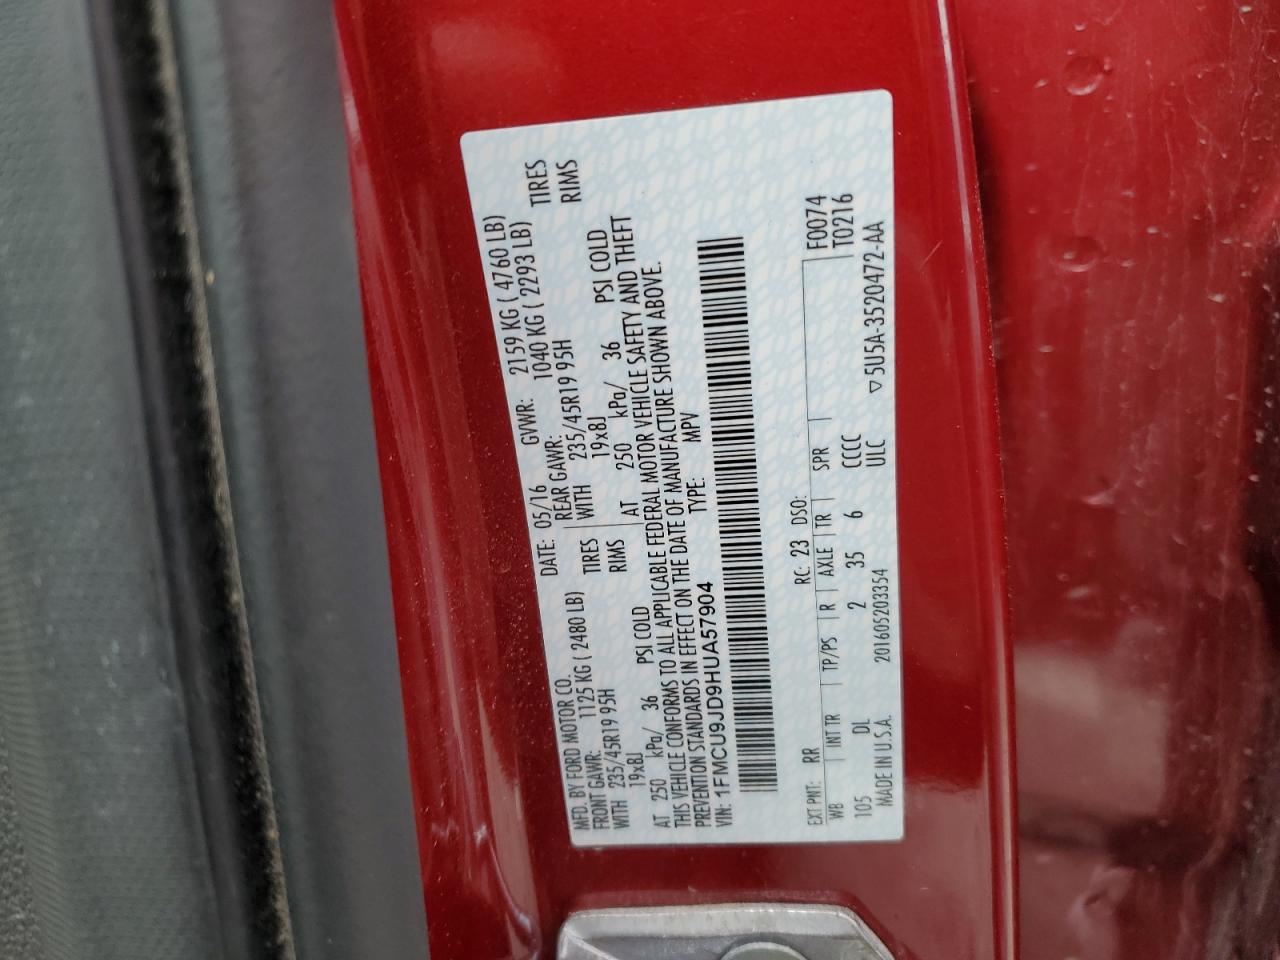 MFD. BY FORD MOTOR CO. DATE: 05/16 GVWR: 2159 KG ( 4760 LB)
FRONT GAWR: 1125 KG ( 2480 LB) REAR GAWR: 1040 KG ( 2293 LB)
WITH 235/45R19 95H TIRES WITH 235/45R19 95H TIRES
19x8J RIMS 19x8J RIMS
AT 250 kPa/ 36 PSI COLD AT 250 kPa/ 36 PSI COLD
THIS VEHICLE CONFORMS TO ALL APPLICABLE FEDERAL MOTOR VEHICLE SAFETY AND THEFT
PREVENTION STANDARDS IN EFFECT ON THE DATE OF MANUFACTURE SHOWN ABOVE.
VIN: 1FMCU9JD9HUA57904 TYPE: MPV
EXT PNT: RR RC: 23 DSO: F0074
WB INT TR TP/PS R AXLE TR SPR T0216
105 DL 2 35 6 CCCC
MADE IN U.S.A. 201605203354 ULC ▽5U5A-3520472-AA